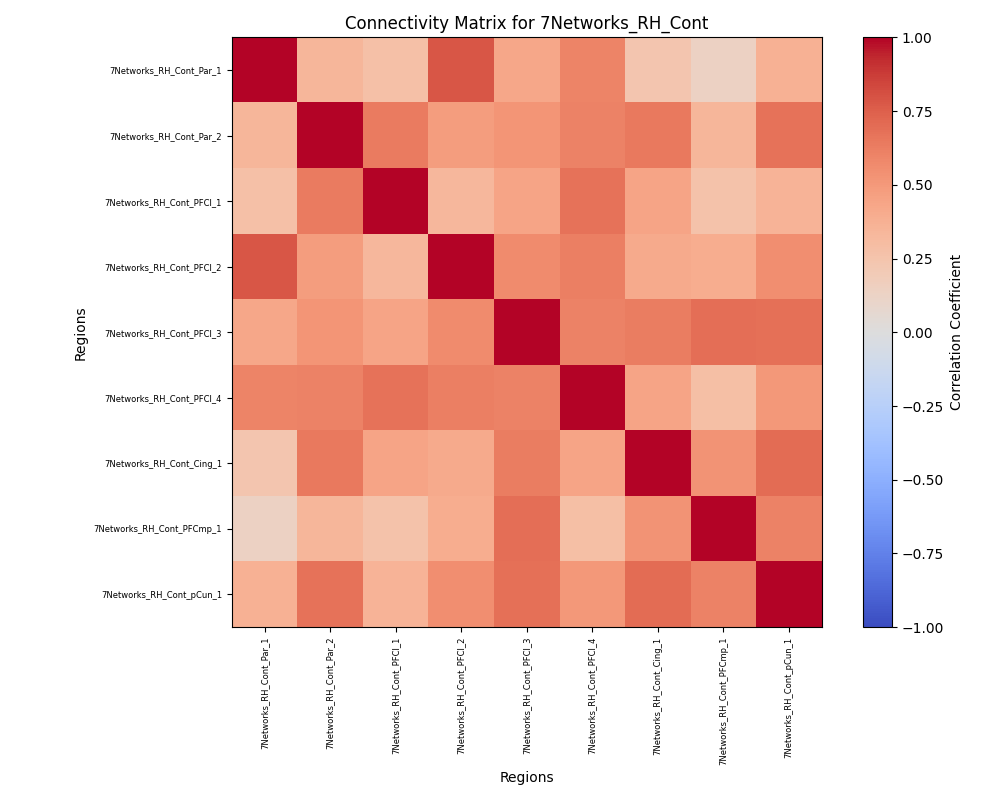 Connectivity Matrix for 7Networks_RH_Cont
7Networks_RH_Cont_Par_1
7Networks_RH_Cont_Par_2
7Networks_RH_Cont_PFCl_1
7Networks_RH_Cont_PFCl_2
7Networks_RH_Cont_PFCl_3
7Networks_RH_Cont_PFCl_4
7Networks_RH_Cont_Cing_1
7Networks_RH_Cont_PFCmp_1
7Networks_RH_Cont_pCun_1
Regions
7Networks_RH_Cont_Par_1
7Networks_RH_Cont_Par_2
7Networks_RH_Cont_PFCl_1
7Networks_RH_Cont_PFCl_2
7Networks_RH_Cont_PFCl_3
7Networks_RH_Cont_PFCl_4
7Networks_RH_Cont_Cing_1
7Networks_RH_Cont_PFCmp_1
7Networks_RH_Cont_pCun_1
Regions
1.00
0.75
0.50
0.25
0.00
−0.25
−0.50
−0.75
−1.00
Correlation Coefficient